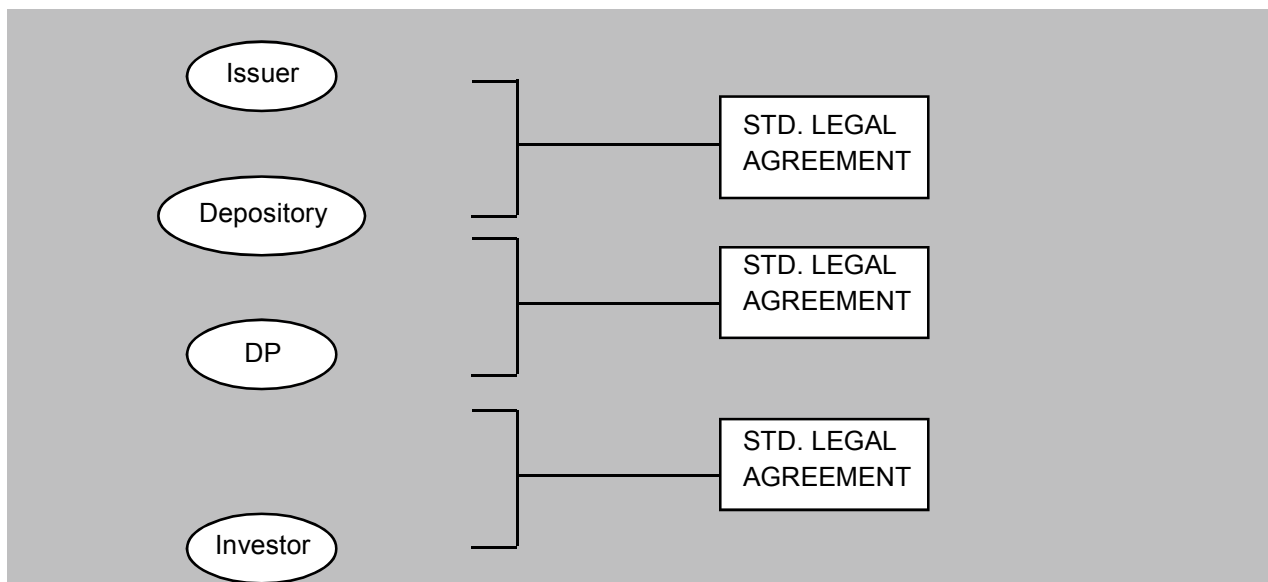 Issuer
STD. LEGAL
AGREEMENT
Depository
STD. LEGAL
AGREEMENT
DP
STD. LEGAL
AGREEMENT
Investor